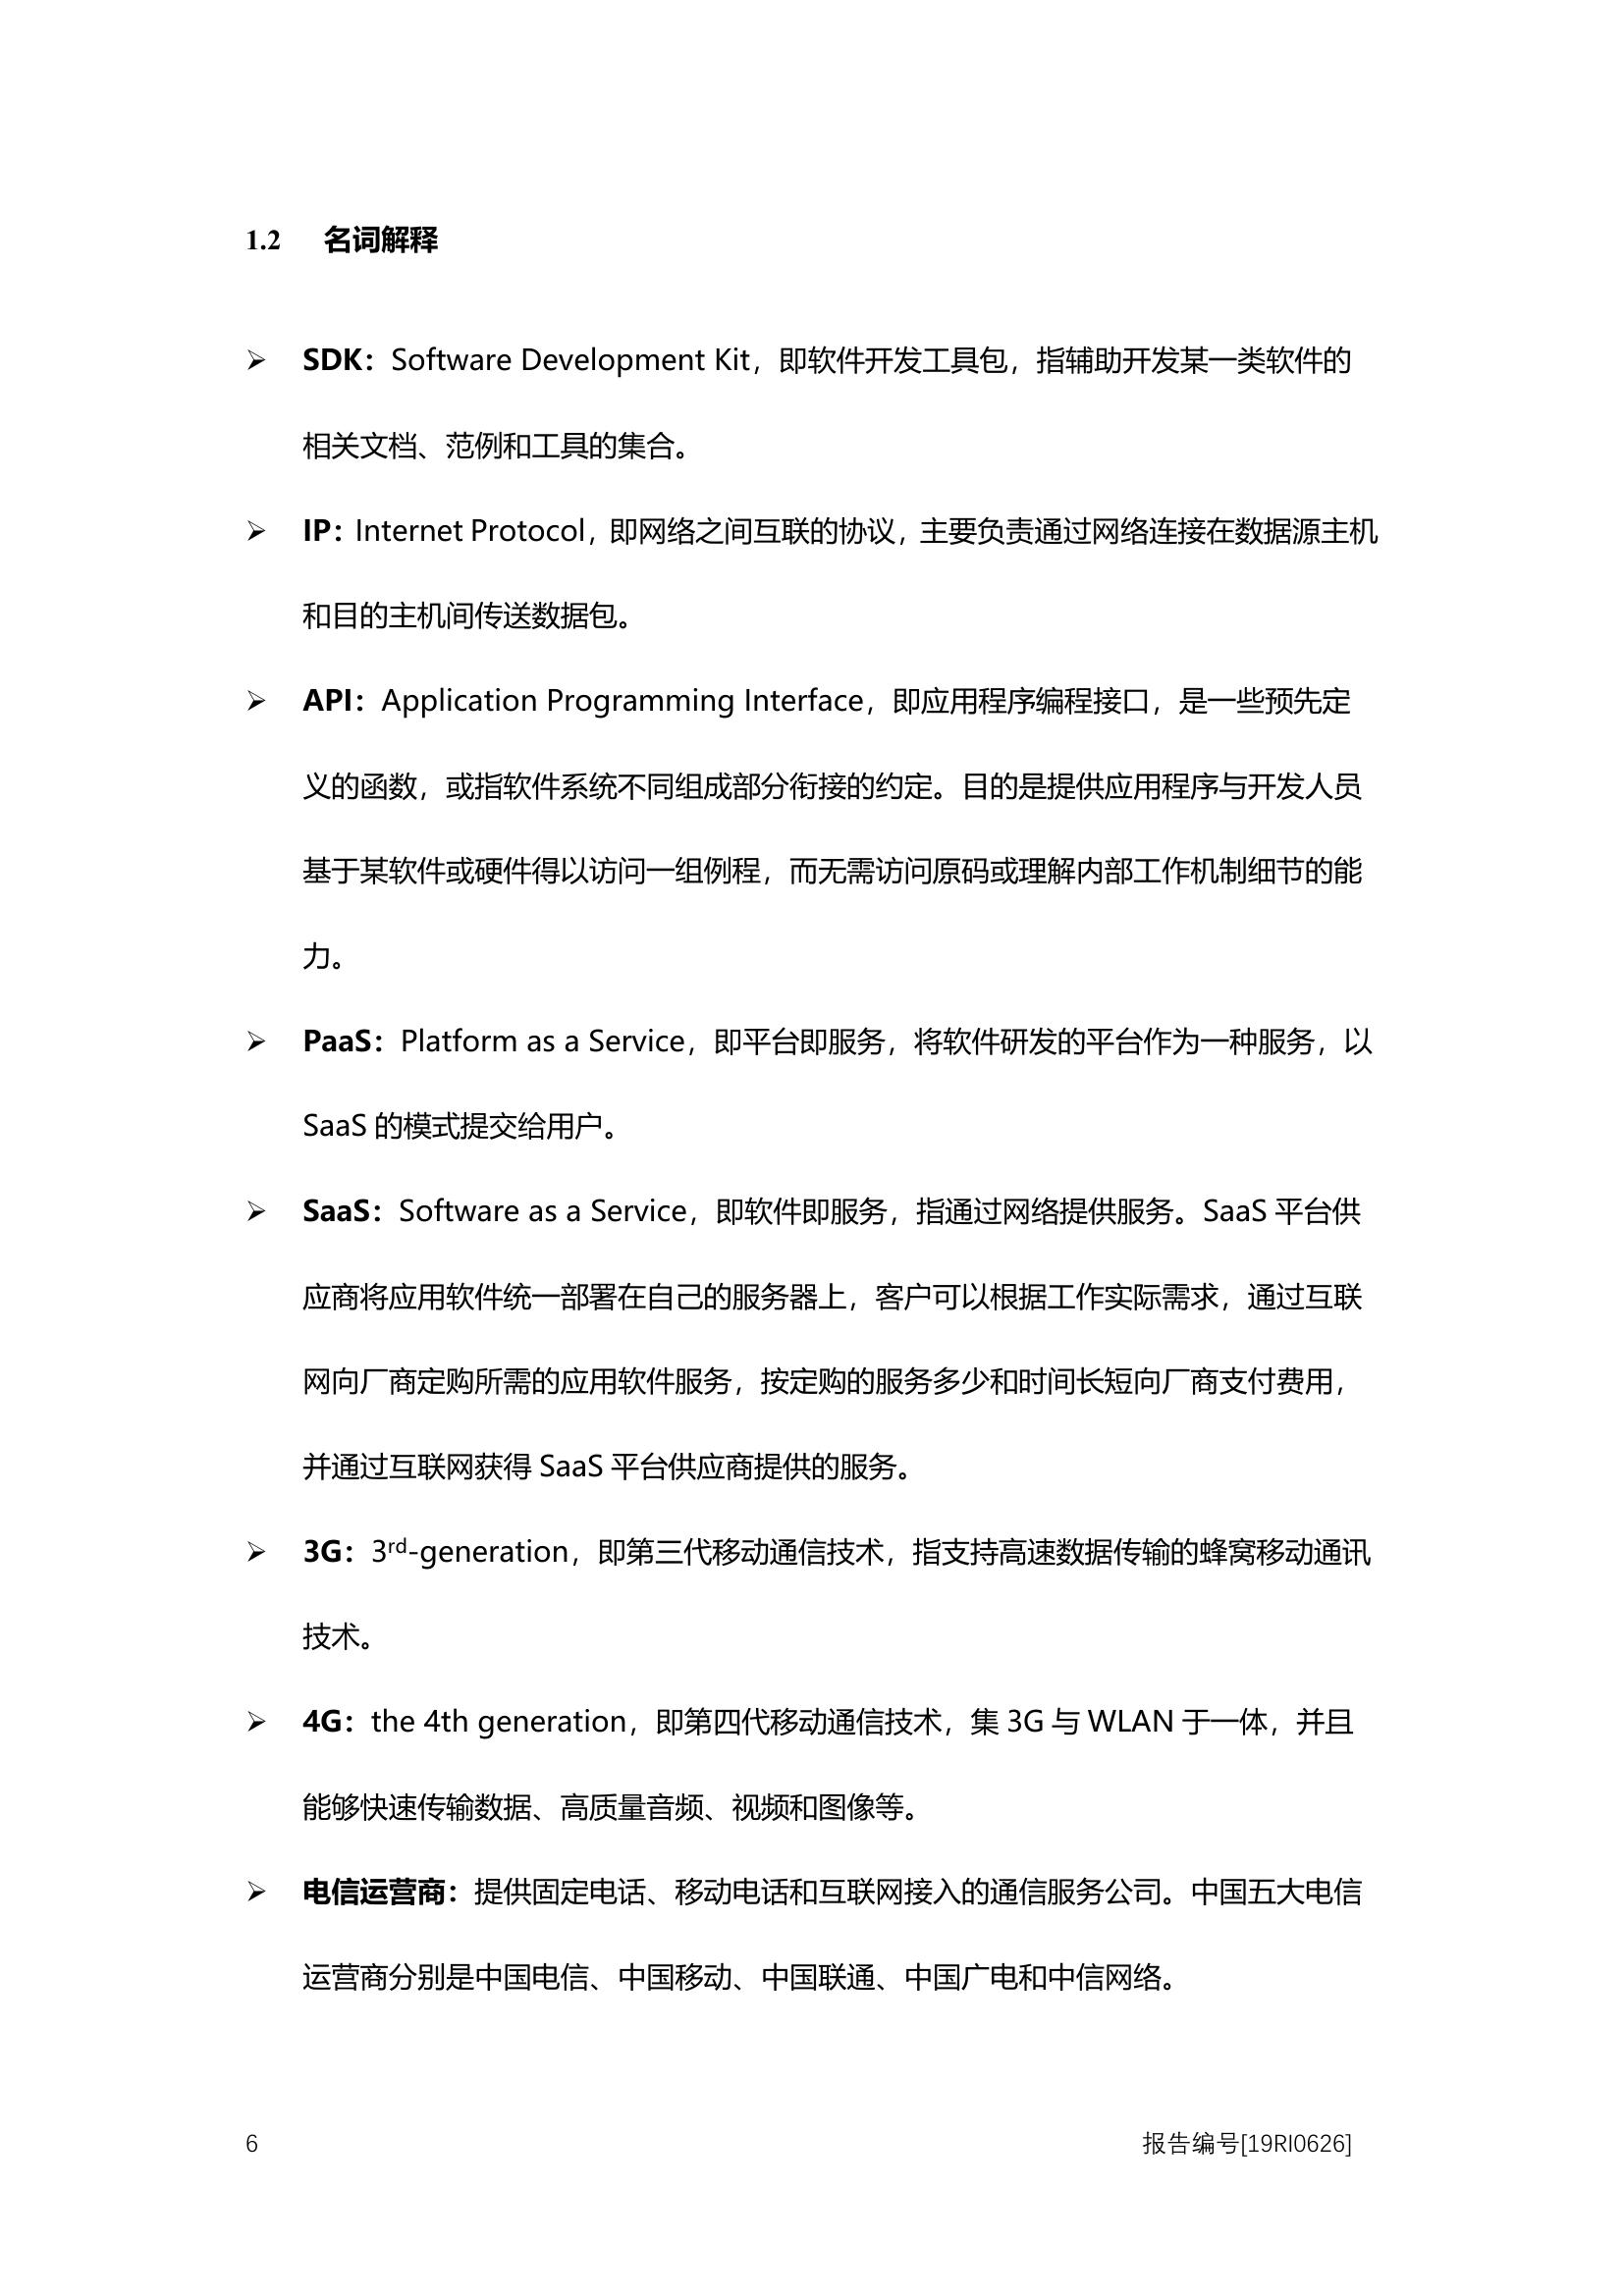 1.2 名词解释
➢ SDK：Software Development Kit，即软件开发工具包，指辅助开发某一类软件的
相关文档、范例和工具的集合。
➢ IP：Internet Protocol，即网络之间互联的协议，主要负责通过网络连接在数据源主机
和目的主机间传送数据包。
➢ API：Application Programming Interface，即应用程序编程接口，是一些预先定
义的函数，或指软件系统不同组成部分衔接的约定。目的是提供应用程序与开发人员
基于某软件或硬件得以访问一组例程，而无需访问原码或理解内部工作机制细节的能
力。
➢ PaaS：Platform as a Service，即平台即服务，将软件研发的平台作为一种服务，以
SaaS 的模式提交给用户。
➢ SaaS：Software as a Service，即软件即服务，指通过网络提供服务。SaaS 平台供
应商将应用软件统一部署在自己的服务器上，客户可以根据工作实际需求，通过互联
网向厂商定购所需的应用软件服务，按定购的服务多少和时间长短向厂商支付费用，
并通过互联网获得 SaaS 平台供应商提供的服务。
➢ 3G：3rd-generation，即第三代移动通信技术，指支持高速数据传输的蜂窝移动通讯
技术。
➢ 4G：the 4th generation，即第四代移动通信技术，集 3G 与 WLAN 于一体，并且
能够快速传输数据、高质量音频、视频和图像等。
➢ 电信运营商：提供固定电话、移动电话和互联网接入的通信服务公司。中国五大电信
运营商分别是中国电信、中国移动、中国联通、中国广电和中信网络。
6 报告编号[19RI0626]